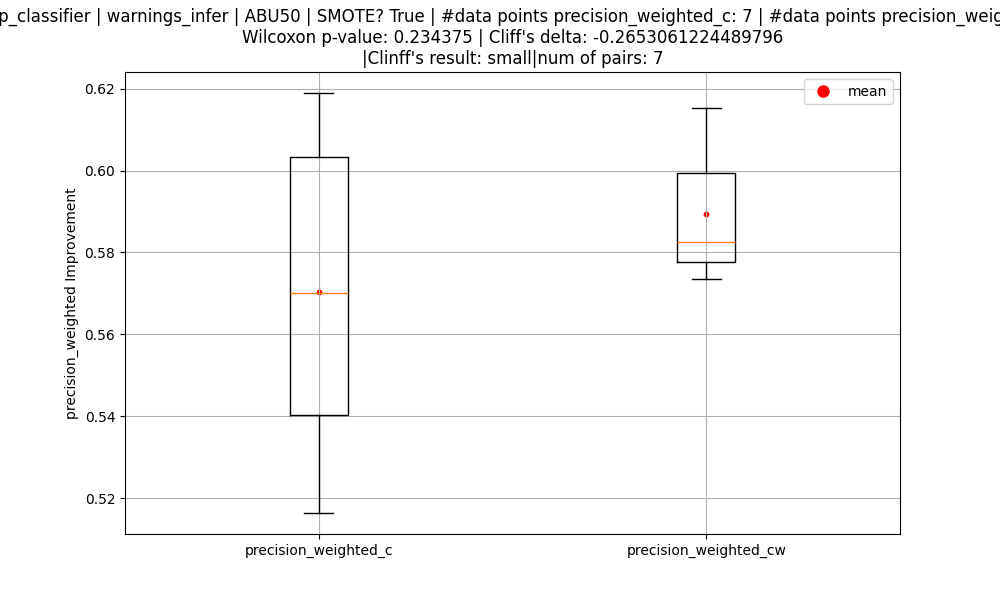 p_classifier | warnings_infer | ABU50 | SMOTE? True | #data points precision_weighted_c: 7 | #data points precision_weig
Wilcoxon p-value: 0.234375 | Cliff's delta: -0.2653061224489796
|Clinff's result: small|num of pairs: 7
mean
0.62
0.60
0.58
0.56
0.54
0.52
precision_weighted Improvement
precision_weighted_c
precision_weighted_cw